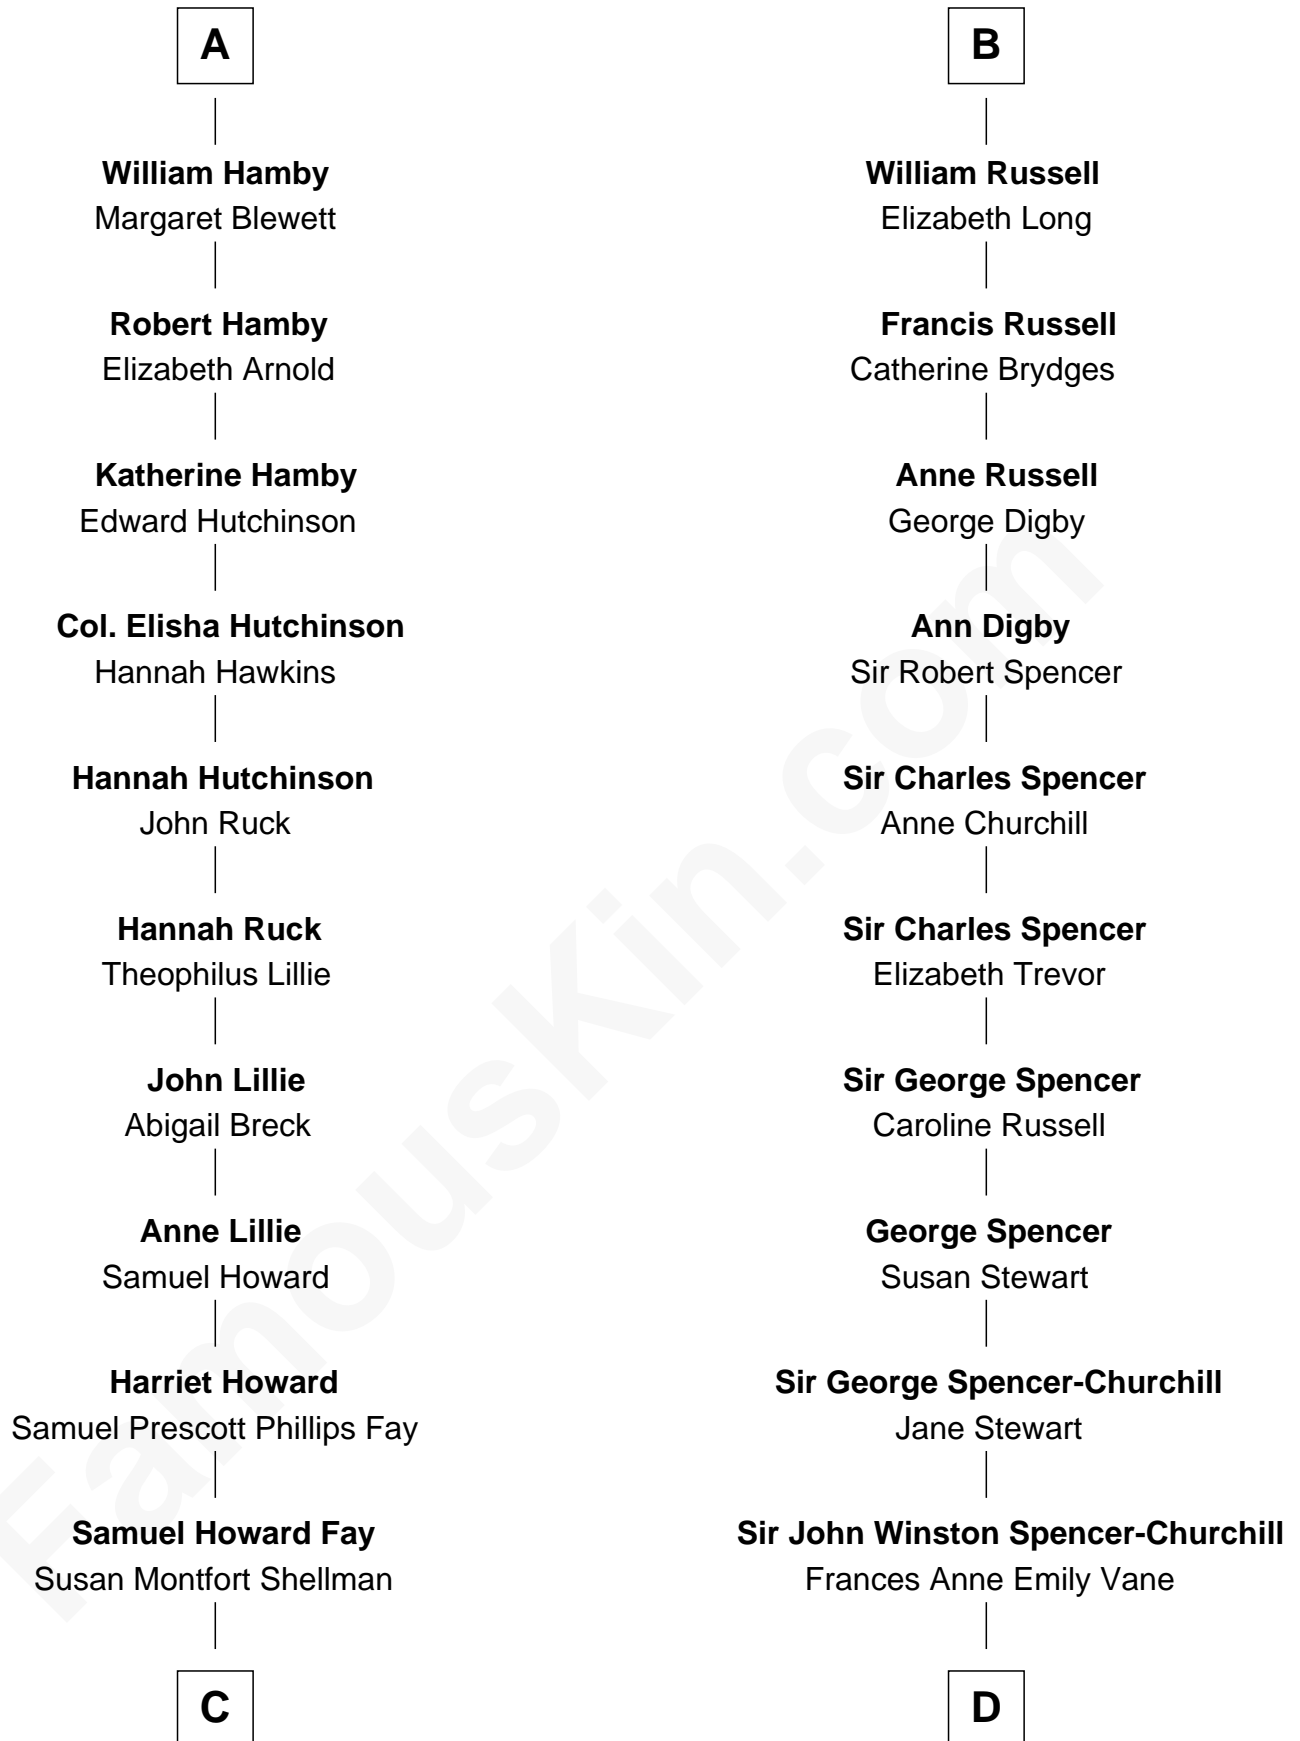 A
William Hamby
Margaret Blewett
Robert Hamby
Elizabeth Arnold
Katherine Hamby
Edward Hutchinson
Col. Elisha Hutchinson
Hannah Hawkins
Hannah Hutchinson
John Ruck
Hannah Ruck
Theophilus Lillie
John Lillie
Abigail Breck
Anne Lillie
Samuel Howard
Harriet Howard
Samuel Prescott Phillips Fay
Samuel Howard Fay
Susan Montfort Shellman
C
B
William Russell
Elizabeth Long
Francis Russell
Catherine Brydges
Anne Russell
George Digby
Ann Digby
Sir Robert Spencer
Sir Charles Spencer
Anne Churchill
Sir Charles Spencer
Elizabeth Trevor
Sir George Spencer
Caroline Russell
George Spencer
Susan Stewart
Sir George Spencer-Churchill
Jane Stewart
Sir John Winston Spencer-Churchill
Frances Anne Emily Vane
D
FamousKin.com